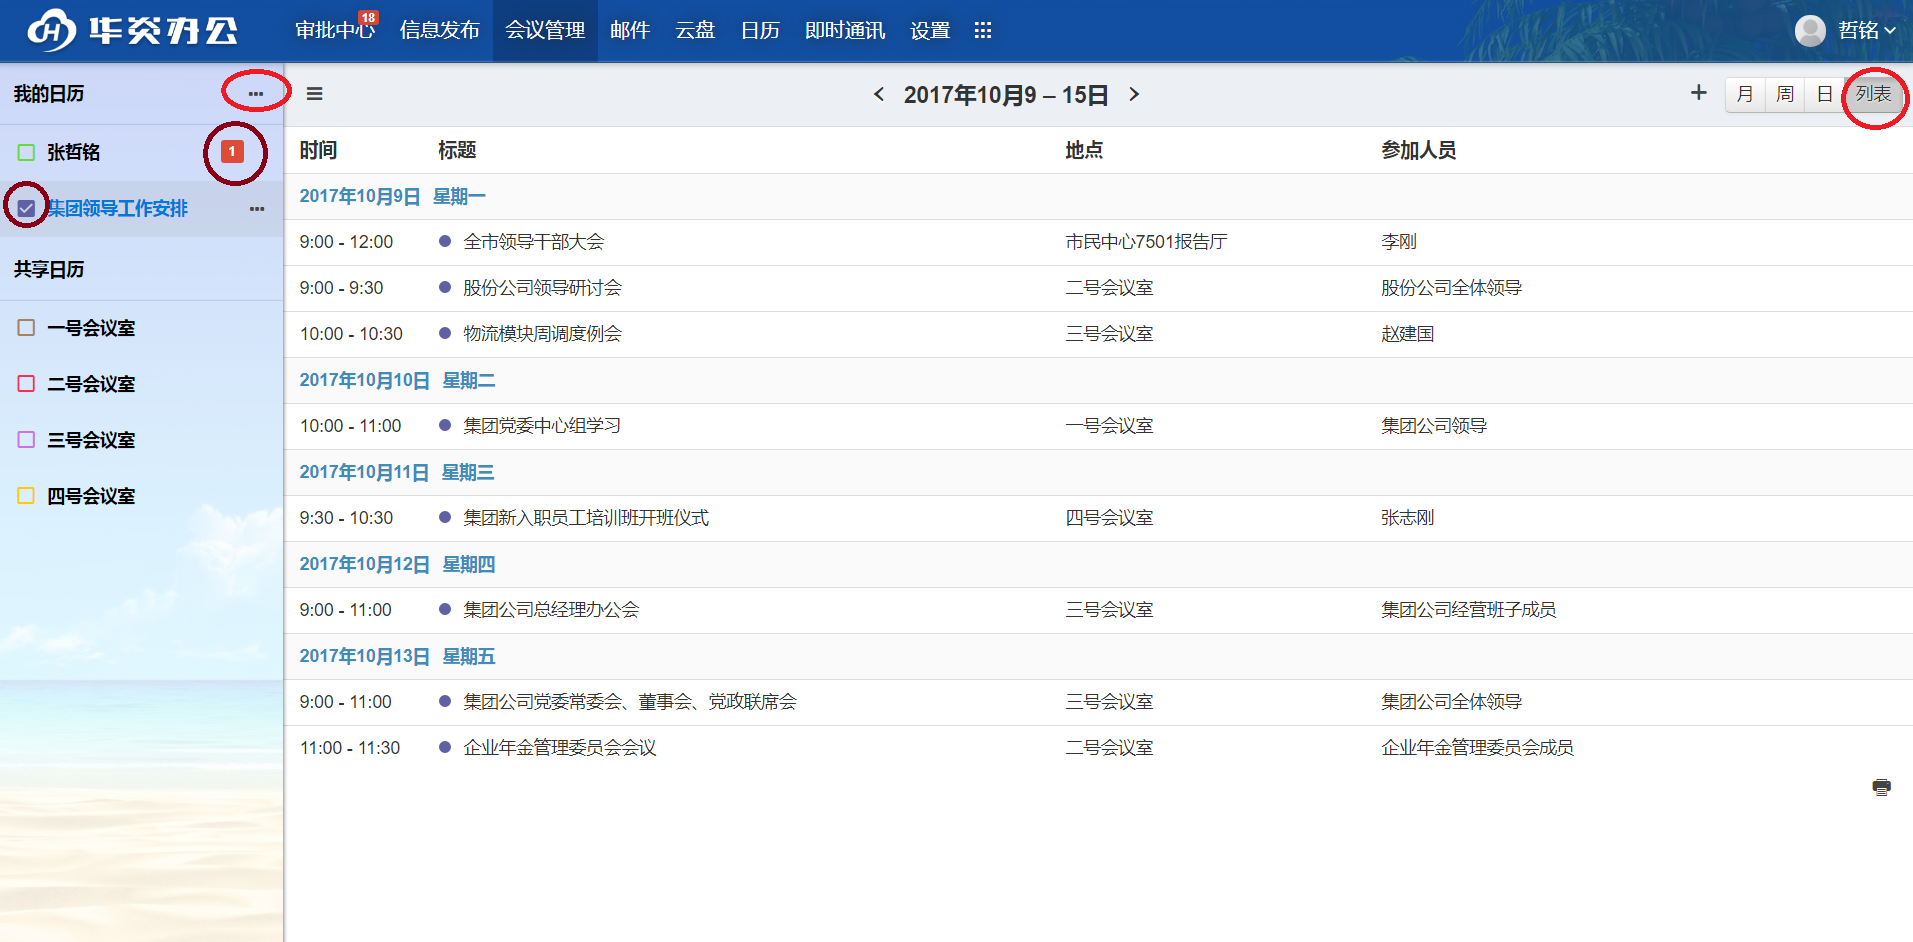 华炎办公 审批中心 18 信息发布 会议管理 邮件 云盘 日历 即时通讯 设置 哲铭
我的日历
张哲铭 1
集团领导工作安排
共享日历
一号会议室
二号会议室
三号会议室
四号会议室
2017年10月9 – 15日 + 月 周 日 列表
时间 标题 地点 参加人员
2017年10月9日 星期一
9:00 - 12:00 全市领导干部大会 市民中心7501报告厅 李刚
9:00 - 9:30 股份公司领导研讨会 二号会议室 股份公司全体领导
10:00 - 10:30 物流模块周调度例会 三号会议室 赵建国
2017年10月10日 星期二
10:00 - 11:00 集团党委中心组学习 一号会议室 集团公司领导
2017年10月11日 星期三
9:30 - 10:30 集团新入职员工培训班开班仪式 四号会议室 张志刚
2017年10月12日 星期四
9:00 - 11:00 集团公司总经理办公会 三号会议室 集团公司经营班子成员
2017年10月13日 星期五
9:00 - 11:00 集团公司党委常委会、董事会、党政联席会 三号会议室 集团公司全体领导
11:00 - 11:30 企业年金管理委员会会议 二号会议室 企业年金管理委员会成员